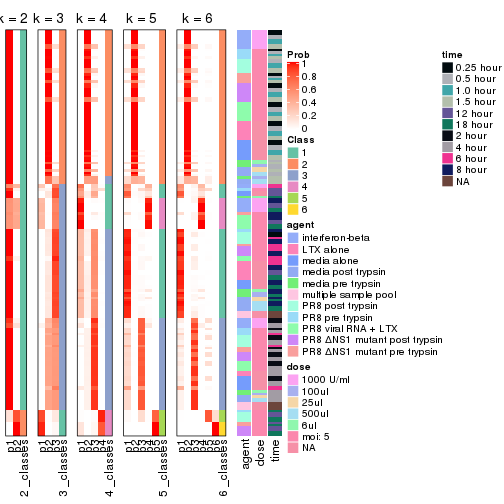 k = 2 k = 3 k = 4 k = 5 k = 6
Prob
1
0.8
0.6
0.4
0.2
0
Class
1
2
3
4
5
6
agent
interferon-beta
LTX alone
media alone
media post trypsin
media pre trypsin
multiple sample pool
PR8 post trypsin
PR8 pre trypsin
PR8 viral RNA + LTX
PR8 ΔNS1 mutant post trypsin
PR8 ΔNS1 mutant pre trypsin
dose
1000 U/ml
100ul
25ul
500ul
6ul
moi: 5
NA
time
0.25 hour
0.5 hour
1.0 hour
1.5 hour
12 hour
18 hour
2 hour
4 hour
6 hour
8 hour
NA
p1 p2 2_classes p1 p2 p3 3_classes p1 p2 p3 p4 4_classes p1 p2 p3 p4 p5 5_classes p1 p2 p3 p4 p5 p6 6_classes agent dose time